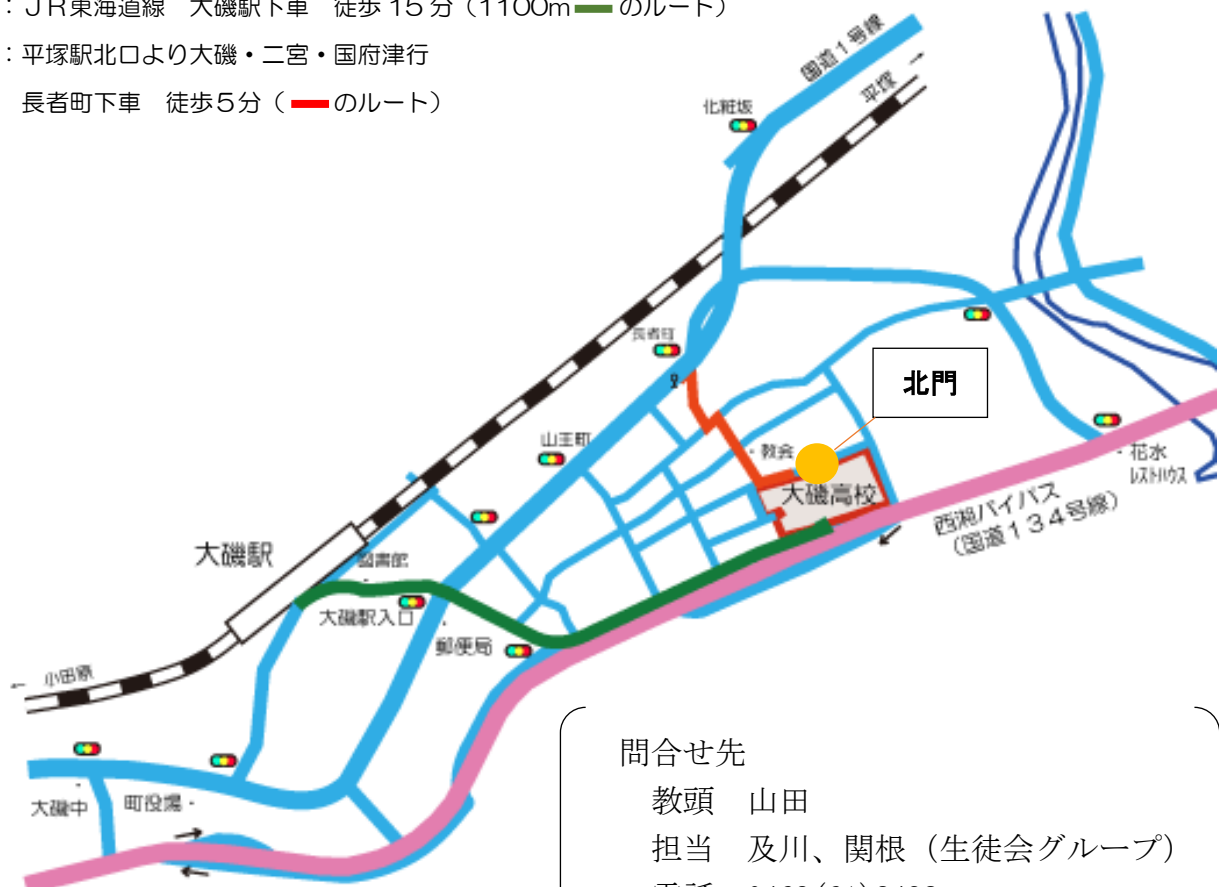 ：ＪＲ東海道線　大磯駅下車　徒歩 15 分（1100m ━ のルート）
：平塚駅北口より大磯・二宮・国府津行
長者町下車　徒歩５分（ ━ のルート）
国道１号線
平塚
化粧坂
長者町
北門
山王町
・教会
大磯高校
・花水
レストハウス
西湘バイパス
（国道１３４号線）
大磯駅
図書館
大磯駅入口
郵便局
小田原
大磯中
町役場・
問合せ先
教頭　山田
担当　及川、関根（生徒会グループ）